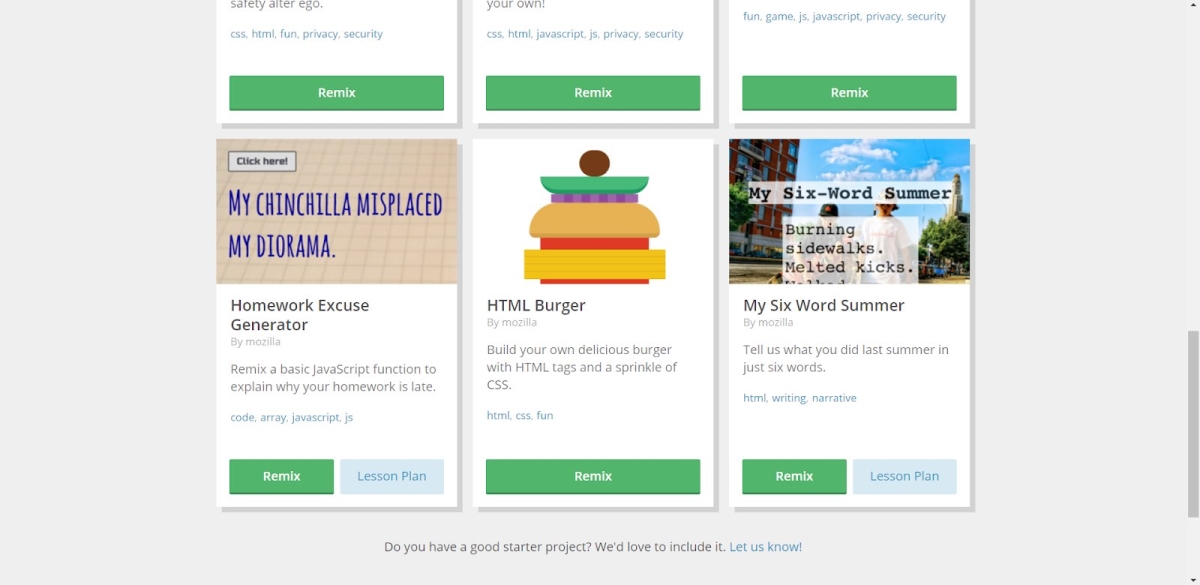 safety alter ego.
your own!
fun, game, js, javascript, privacy, security
css, html, fun, privacy, security
css, html, javascript, js, privacy, security
Remix
Remix
Remix
Click here!
My chinchilla misplaced
my diorama.
Homework Excuse
Generator
By mozilla
Remix a basic JavaScript function to
explain why your homework is late.
code, array, javascript, js
Remix
Lesson Plan
HTML Burger
By mozilla
Build your own delicious burger
with HTML tags and a sprinkle of
CSS.
html, css, fun
Remix
My Six-Word Summer
Burning
sidewalks.
Melted kicks.
Walked
My Six Word Summer
By mozilla
Tell us what you did last summer in
just six words.
html, writing, narrative
Remix
Lesson Plan
Do you have a good starter project? We'd love to include it. Let us know!